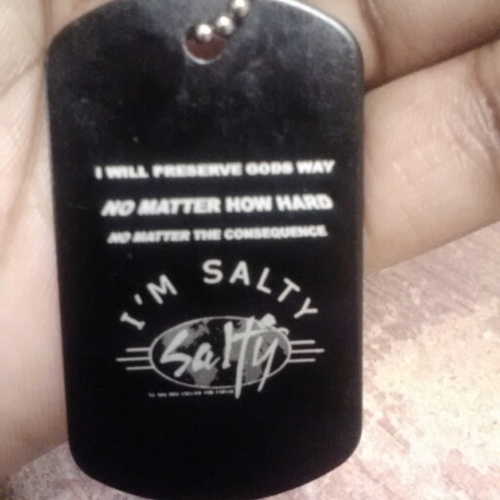 I WILL PRESERVE GODS WAY
NO MATTER HOW HARD
NO MATTER THE CONSEQUENCE
I'M SALTY
Salty